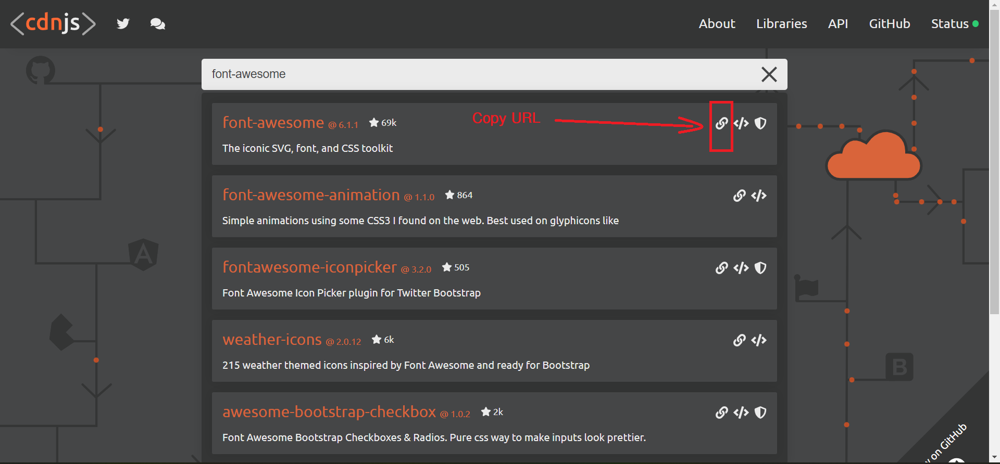 <cdnjs>
About
Libraries
API
GitHub
Status
font-awesome
font-awesome @ 6.1.1 69k
Copy URL
The iconic SVG, font, and CSS toolkit
font-awesome-animation @ 1.1.0 864
Simple animations using some CSS3 I found on the web. Best used on glyphicons like
fontawesome-iconpicker @ 3.2.0 505
Font Awesome Icon Picker plugin for Twitter Bootstrap
weather-icons @ 2.0.12 6k
215 weather themed icons inspired by Font Awesome and ready for Bootstrap
awesome-bootstrap-checkbox @ 1.0.2 2k
Font Awesome Bootstrap Checkboxes & Radios. Pure css way to make inputs look prettier.
A
B
on GitHub